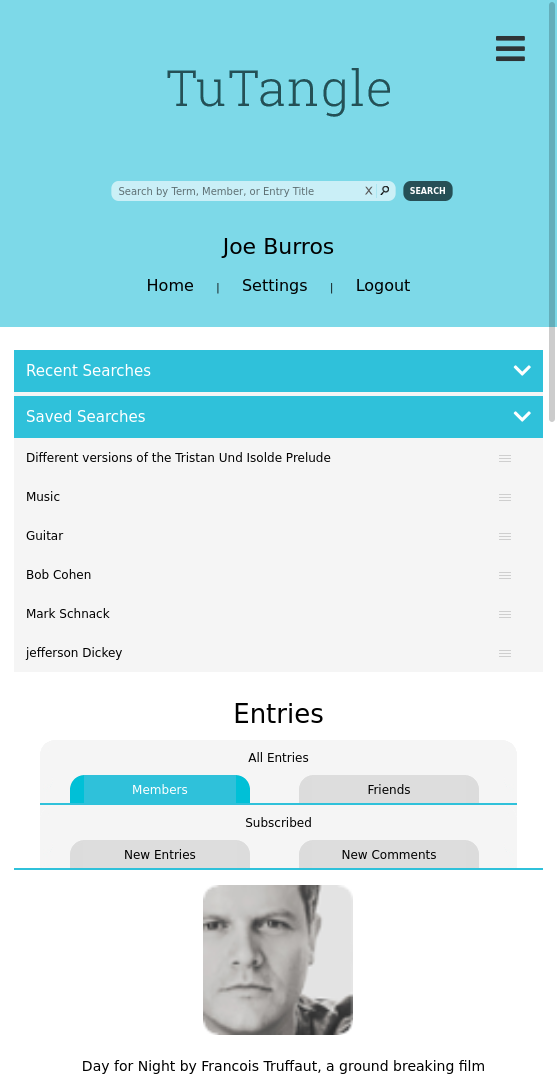 TuTangle
Search by Term, Member, or Entry Title
X
SEARCH
Joe Burros
Home | Settings | Logout
Recent Searches
Saved Searches
Different versions of the Tristan Und Isolde Prelude
Music
Guitar
Bob Cohen
Mark Schnack
jefferson Dickey
Entries
All Entries
Members Friends
Subscribed
New Entries New Comments
Day for Night by Francois Truffaut, a ground breaking film